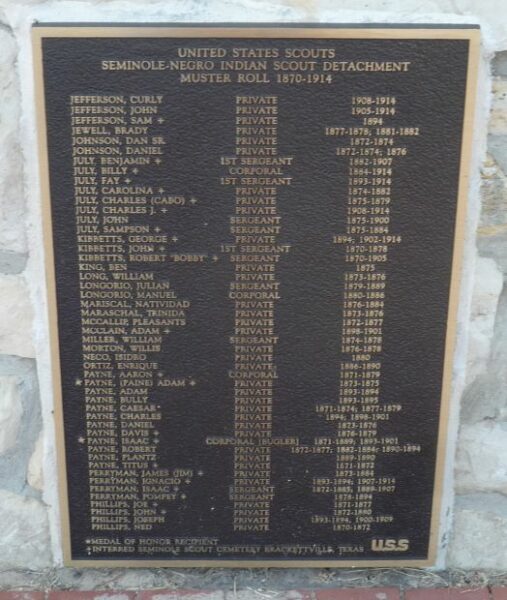 UNITED STATES SCOUTS
SEMINOLE-NEGRO INDIAN SCOUT DETACHMENT
MUSTER ROLL 1870-1914
JEFFERSON, CURLY PRIVATE 1908-1914
JEFFERSON, JOHN PRIVATE 1905-1914
JEFFERSON, SAM + PRIVATE 1894
JEWELL, BRADY PRIVATE 1877-1878; 1881-1882
JOHNSON, DAN SR. PRIVATE 1872-1874
JOHNSON, DANIEL PRIVATE 1872-1874; 1876
JULY, BENJAMIN + 1ST SERGEANT 1882-1907
JULY, BILLY + CORPORAL 1884-1914
JULY, FAY + 1ST SERGEANT 1893-1914
JULY, CAROLINA + PRIVATE 1874-1882
JULY, CHARLES (CABO) + PRIVATE 1875-1879
JULY, CHARLES J. + PRIVATE 1908-1914
JULY, JOHN SERGEANT 1875-1900
JULY, SAMPSON + SERGEANT 1875-1884
KIBBETTS, GEORGE + PRIVATE 1894; 1902-1914
KIBBETTS, JOHN + 1ST SERGEANT 1870-1878
KIBBETTS, ROBERT "BOBBY" + SERGEANT 1870-1905
KING, BEN PRIVATE 1875
LONG, WILLIAM PRIVATE 1873-1876
LONGORIO, JULIAN SERGEANT 1879-1889
LONGORIO, MANUEL CORPORAL 1880-1886
MARISCAL, NATIVIDAD PRIVATE 1876-1884
MARASCHAL, TRINIDA PRIVATE 1873-1876
MCCALLIP, PLEASANTS PRIVATE 1872-1877
MCCLAIN, ADAM + PRIVATE 1898-1901
MILLER, WILLIAM SERGEANT 1874-1878
MORTON, WILLIS PRIVATE 1876-1878
NECO, ISIDRO PRIVATE 1880
ORTIZ, ENRIQUE PRIVATE 1886-1890
PAYNE, AARON + CORPORAL 1871-1879
★PAYNE, (PAINE) ADAM + PRIVATE 1873-1875
PAYNE, ADAM PRIVATE 1893-1894
PAYNE, BULLY PRIVATE 1893-1895
PAYNE, CAESAR PRIVATE 1871-1874; 1877-1879
PAYNE, CHARLES PRIVATE 1894; 1898-1901
PAYNE, DANIEL PRIVATE 1873-1876
PAYNE, DAVIS + PRIVATE 1876-1879
★PAYNE, ISAAC + CORPORAL [BUGLER] 1871-1889; 1893-1901
PAYNE, ROBERT PRIVATE 1872-1877; 1882-1884; 1890-1894
PAYNE, PLANTZ PRIVATE 1889-1890
PAYNE, TITUS + PRIVATE 1871-1872
PERRYMAN, JAMES (JIM) + PRIVATE 1873-1884
PERRYMAN, IGNACIO + PRIVATE 1893-1894; 1907-1914
PERRYMAN, ISAAC + SERGEANT 1872-1885, 1889-1907
PERRYMAN, POMPEY + SERGEANT 1878-1894
PHILLIPS, JOE + PRIVATE 1871-1877
PHILLIPS, JOHN + PRIVATE 1872-1890
PHILLIPS, JOSEPH PRIVATE 1893-1894, 1900-1909
PHILLIPS, NED PRIVATE 1870-1872
★MEDAL OF HONOR RECIPIENT
+INTERRED SEMINOLE SCOUT CEMETERY BRACKETTVILLE, TEXAS
U.S.S